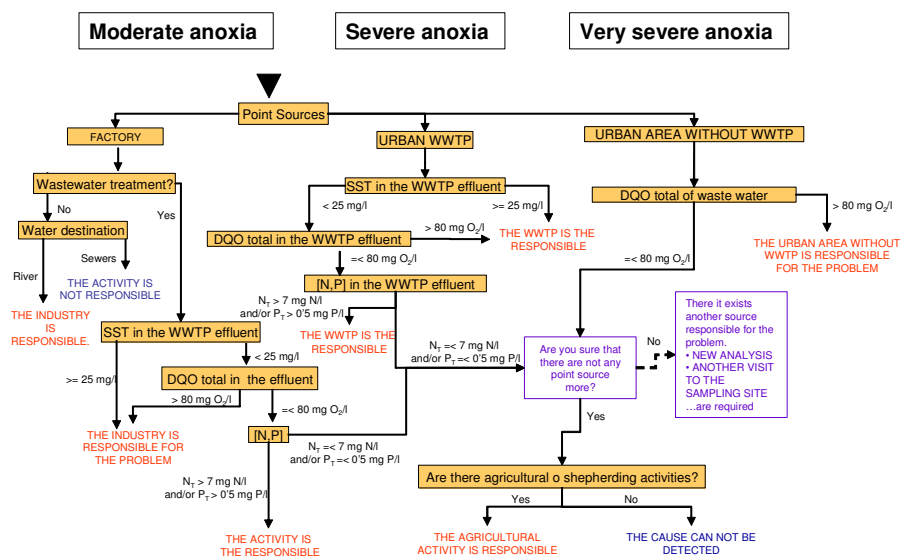 Moderate anoxia
Severe anoxia
Very severe anoxia
Point Sources
FACTORY
URBAN WWTP
URBAN AREA WITHOUT WWTP
Wastewater treatment?
SST in the WWTP effluent
DQO total of waste water
No
Yes
< 25 mg/l
>= 25 mg/l
> 80 mg O₂/l
Water destination
DQO total in the WWTP effluent
> 80 mg O₂/l
THE WWTP IS THE
RESPONSIBLE
THE URBAN AREA WITHOUT
WWTP IS RESPONSIBLE
FOR THE PROBLEM
River
Sewers
=< 80 mg O₂/l
=< 80 mg O₂/l
THE ACTIVITY IS
NOT RESPONSIBLE
[N,P] in the WWTP effluent
N_T > 7 mg N/l
and/or P_T > 0'5 mg P/l
THE INDUSTRY
IS
RESPONSIBLE.
THE WWTP IS THE
RESPONSIBLE
SST in the WWTP effluent
N_T =< 7 mg N/l
and/or P_T =< 0'5 mg P/l
Are you sure that
there are not any
point source
more?
No
There it exists
another source
responsible for the
problem.
• NEW ANALYSIS
• ANOTHER VISIT
TO THE
SAMPLING SITE
...are required
< 25 mg/l
>= 25 mg/l
DQO total in  the effluent
> 80 mg O₂/l
=< 80 mg O₂/l
Yes
THE INDUSTRY IS
RESPONSIBLE FOR
THE PROBLEM
[N,P]
N_T =< 7 mg N/l
and/or P_T =< 0'5 mg P/l
N_T > 7 mg N/l
and/or P_T > 0'5 mg P/l
Are there agricultural o shepherding activities?
Yes
No
THE ACTIVITY IS
THE RESPONSIBLE
THE AGRICULTURAL
ACTIVITY IS RESPONSIBLE
THE CAUSE CAN NOT BE
DETECTED